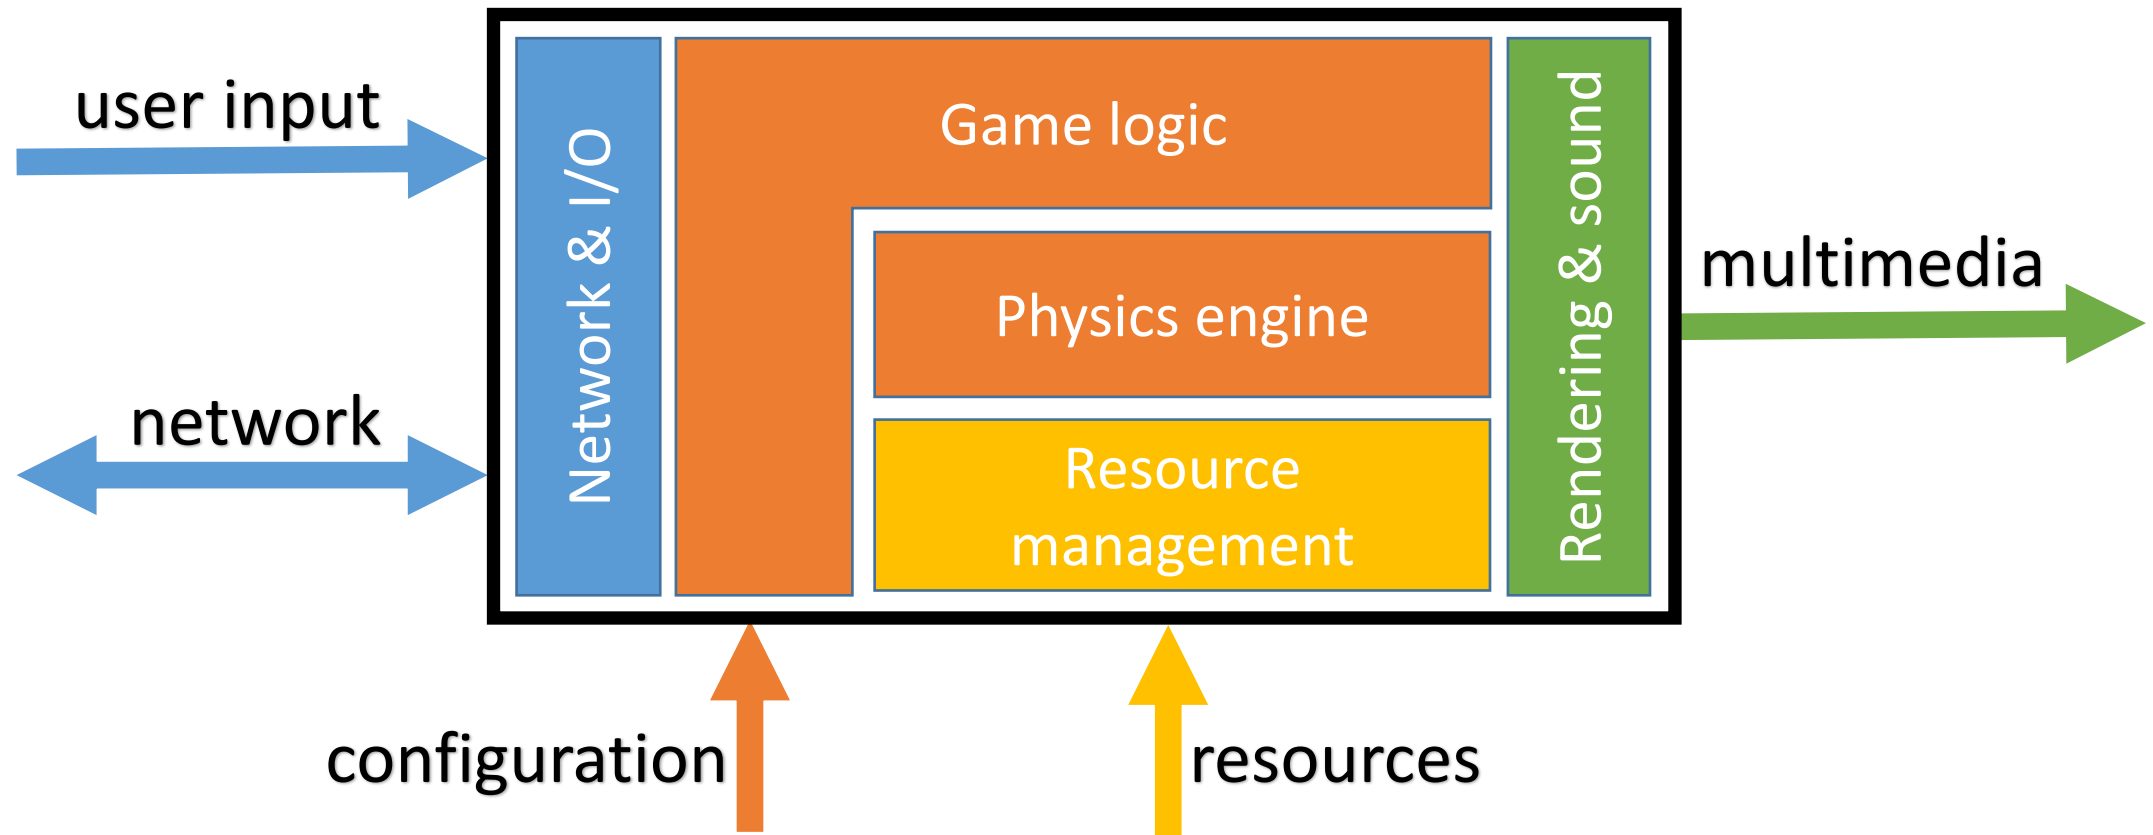 user input
network
Network & I/O
Game logic
Physics engine
Resource
management
Rendering & sound
multimedia
configuration
resources